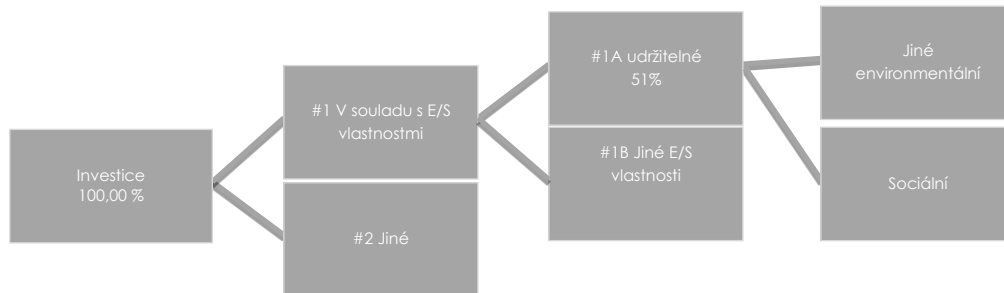 Investice
100,00 %
#1 V souladu s E/S
vlastnostmi
#2 Jiné
#1A udržitelné
51%
#1B Jiné E/S
vlastnosti
Jiné
environmentální
Sociální